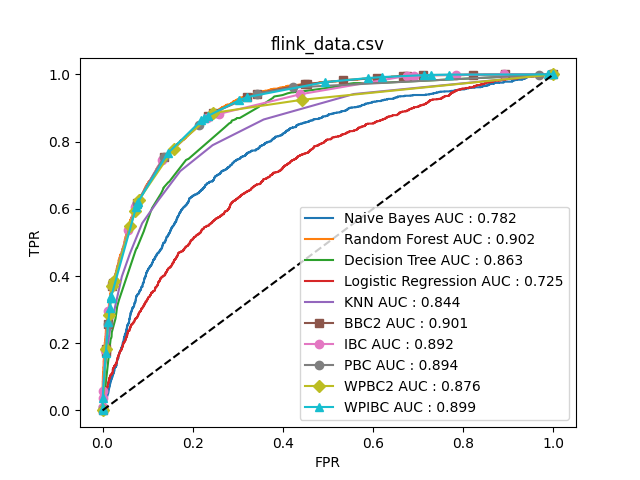 flink_data.csv
1.0
0.8
0.6
0.4
0.2
0.0
TPR
0.0 0.2 0.4 0.6 0.8 1.0
FPR
Naive Bayes AUC : 0.782
Random Forest AUC : 0.902
Decision Tree AUC : 0.863
Logistic Regression AUC : 0.725
KNN AUC : 0.844
BBC2 AUC : 0.901
IBC AUC : 0.892
PBC AUC : 0.894
WPBC2 AUC : 0.876
WPIBC AUC : 0.899